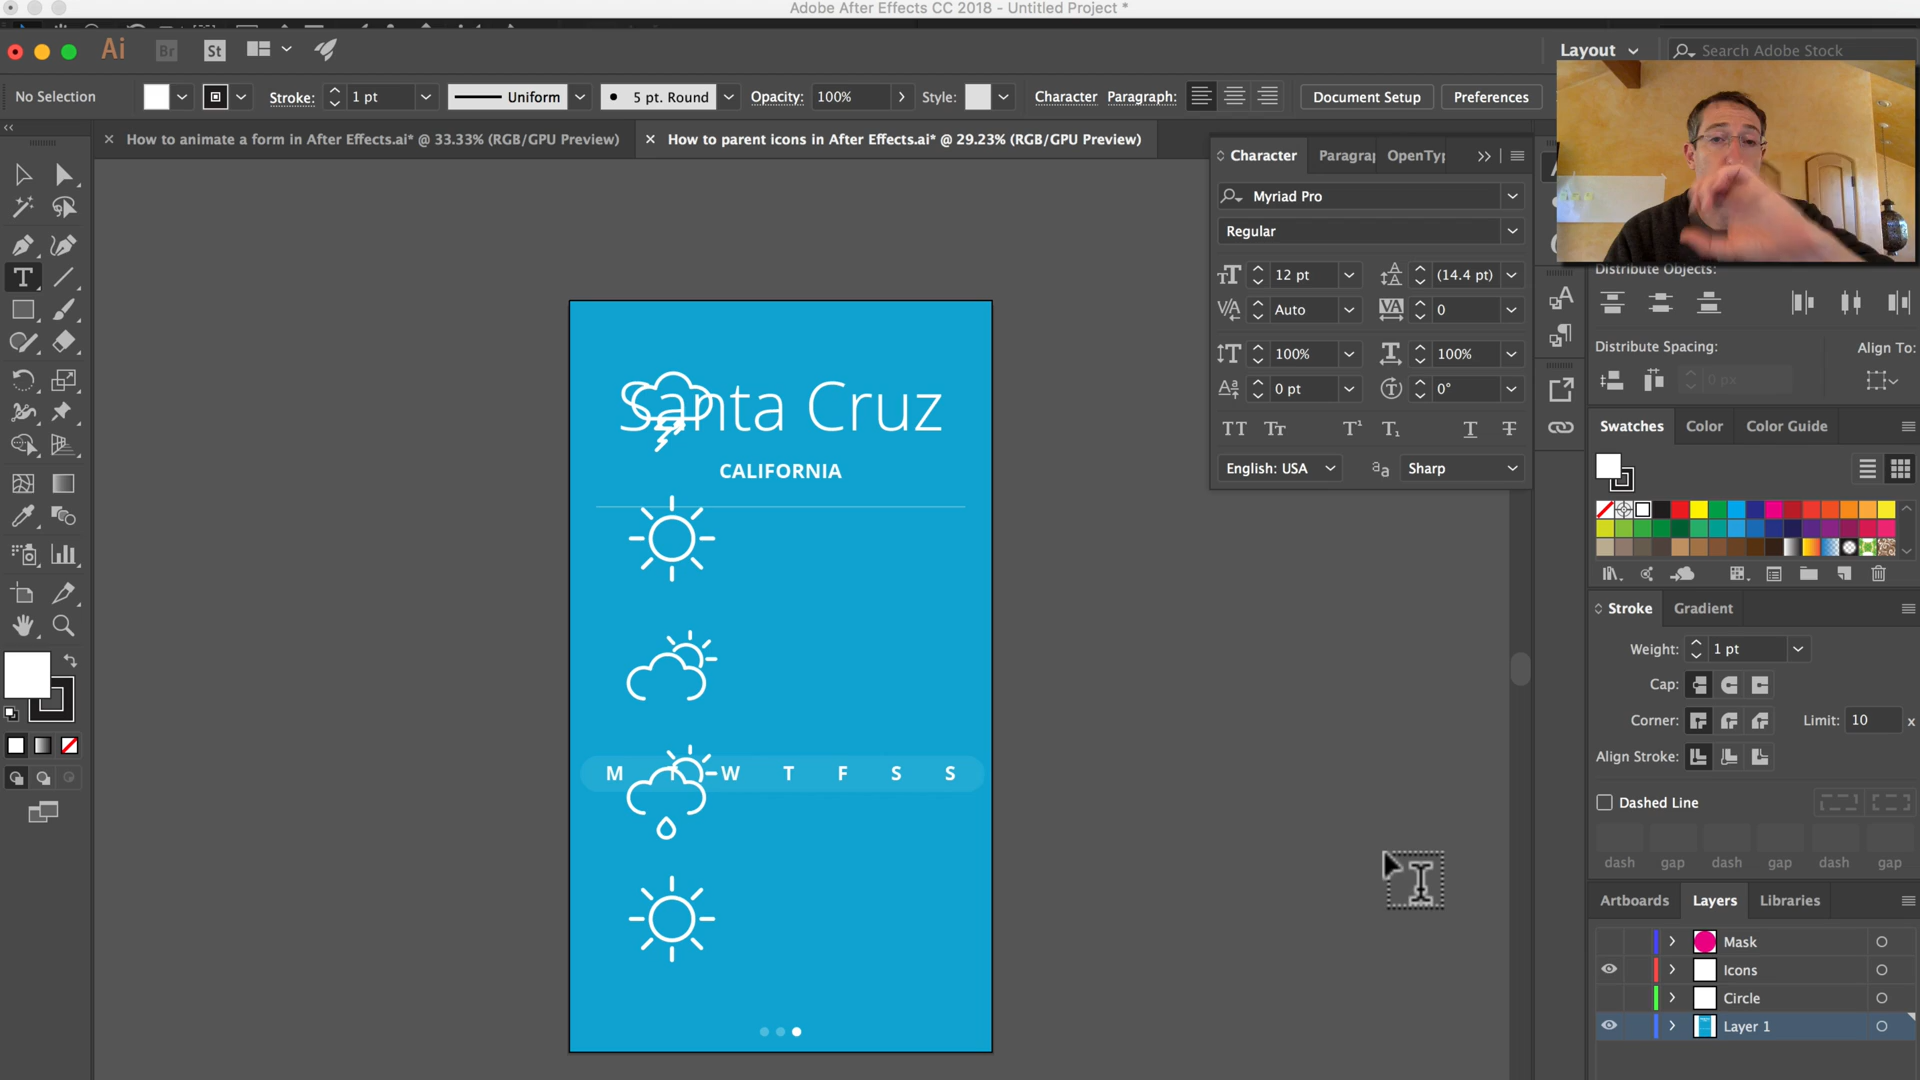 Adobe After Effects CC 2018 - Untitled Project *
Ai Br St Layout Search Adobe Stock
No Selection Stroke: 1 pt Uniform 5 pt. Round Opacity: 100% Style: Character Paragraph: Document Setup Preferences
How to animate a form in After Effects.ai* @ 33.33% (RGB/GPU Preview) How to parent icons in After Effects.ai* @ 29.23% (RGB/GPU Preview)
Character Paragra OpenTy
Myriad Pro
Regular
12 pt (14.4 pt)
Auto 0
100% 100%
0 pt 0°
English: USA Sharp
Santa Cruz
CALIFORNIA
M T W T F S S
Distribute Objects:
Distribute Spacing: Align To:
0 px
Swatches Color Color Guide
Stroke Gradient
Weight: 1 pt
Cap:
Corner: Limit: 10 x
Align Stroke:
Dashed Line
dash gap dash gap dash gap
Artboards Layers Libraries
Mask
Icons
Circle
Layer 1